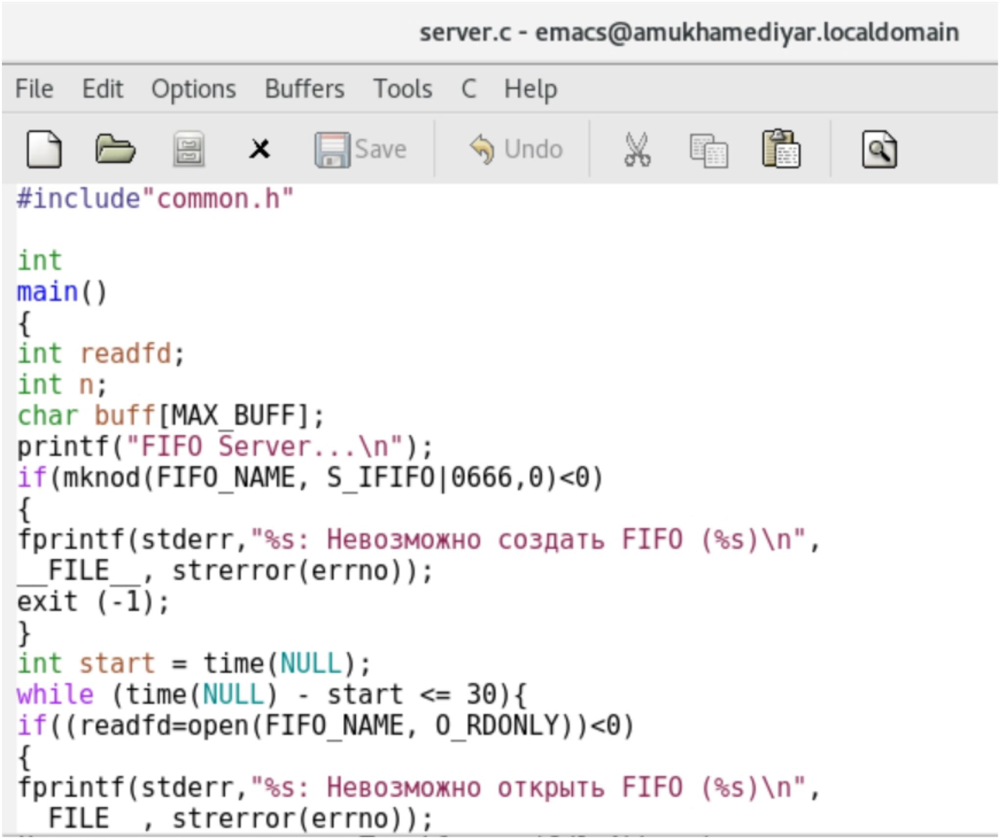 server.c - emacs@amukhamediyar.localdomain
File Edit Options Buffers Tools C Help
Save Undo
#include"common.h"
int
main()
{
int readfd;
int n;
char buff[MAX_BUFF];
printf("FIFO Server...\n");
if(mknod(FIFO_NAME, S_IFIFO|0666,0)<0)
{
fprintf(stderr,"%s: Невозможно создать FIFO (%s)\n",
__FILE__, strerror(errno));
exit (-1);
}
int start = time(NULL);
while (time(NULL) - start <= 30){
if((readfd=open(FIFO_NAME, O_RDONLY))<0)
{
fprintf(stderr,"%s: Невозможно открыть FIFO (%s)\n",
FILE , strerror(errno));